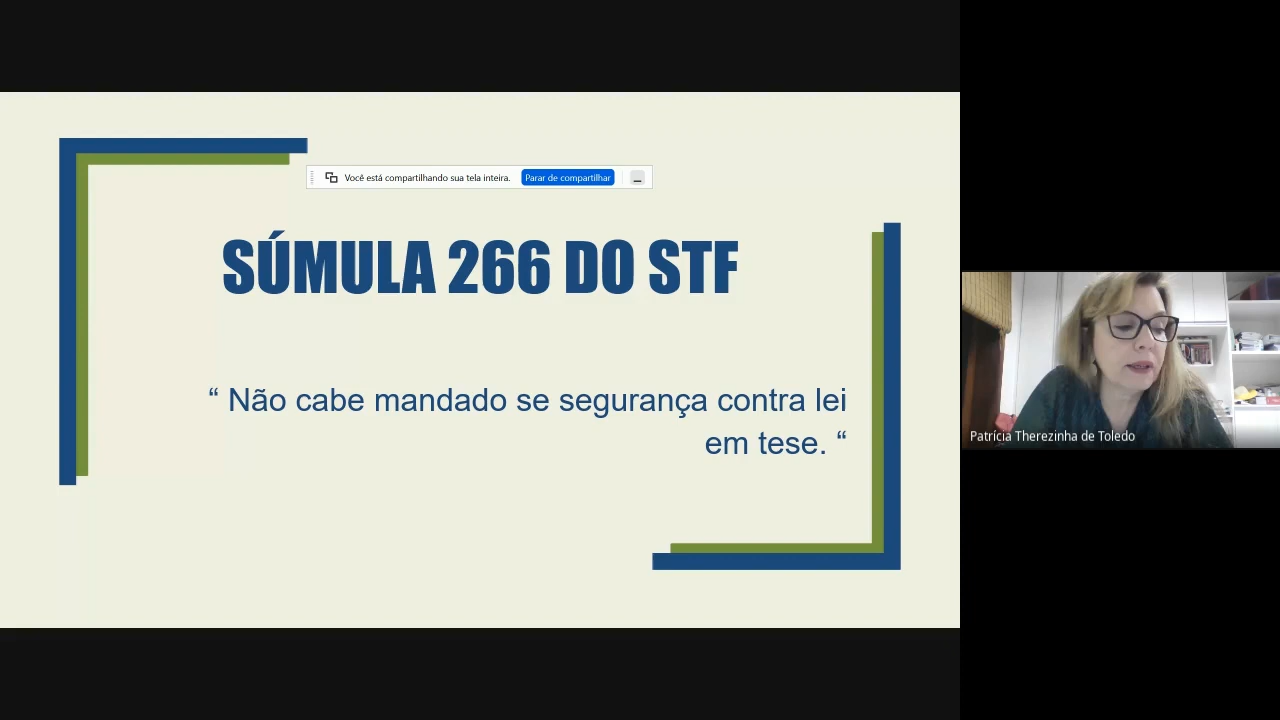 Você está compartilhando sua tela inteira. Parar de compartilhar
SÚMULA 266 DO STF
“ Não cabe mandado se segurança contra lei
em tese. “
Patrícia Therezinha de Toledo